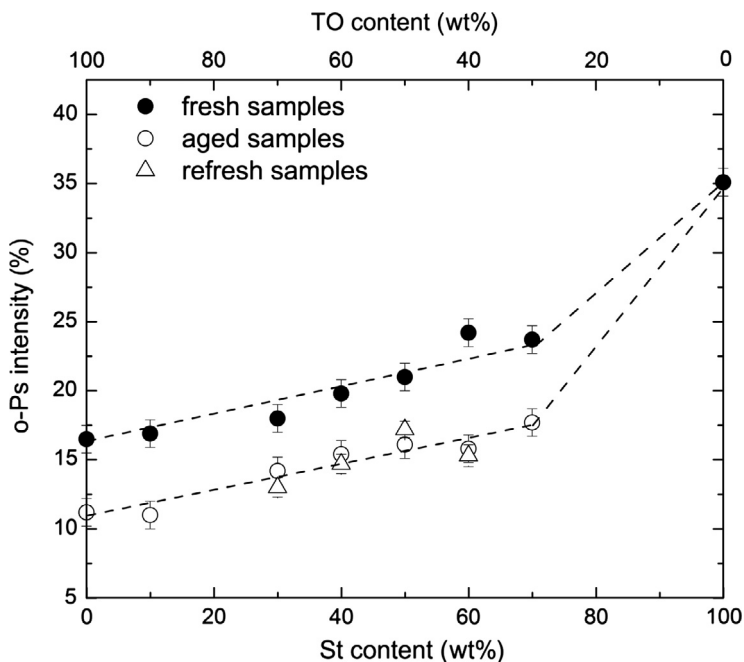 TO content (wt%)
100 80 60 40 20 0
fresh samples
aged samples
refresh samples
40
35
30
25
20
15
10
5
o-Ps intensity (%)
0 20 40 60 80 100
St content (wt%)